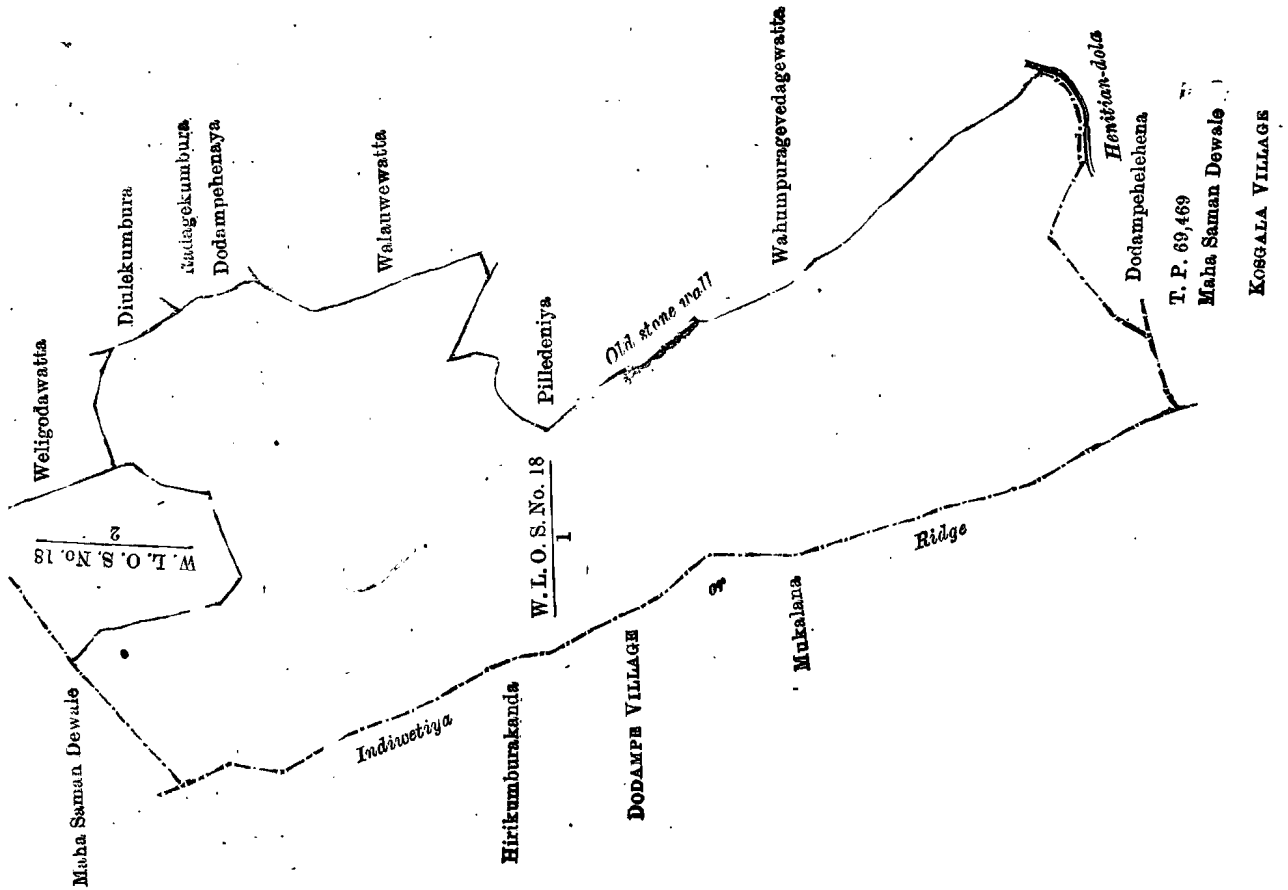 Maha Saman Dewale
W. L. O. S. No. 18
2
Weligodawatta
Diulekumbura
Radagekumbura
Dodampehenaya
Walauwewatta
Pilledeniya
Old stone wall
Wahumpuragevedagewatta
Henitian-dola
Dodampehelehena
T. P. 69,469
Maha Saman Dewale
KOSGALA VILLAGE
W. L. O. S. No. 18
1
Indiwetiya
Hirikumburakanda
DODAMPE VILLAGE
Mukalana
Ridge